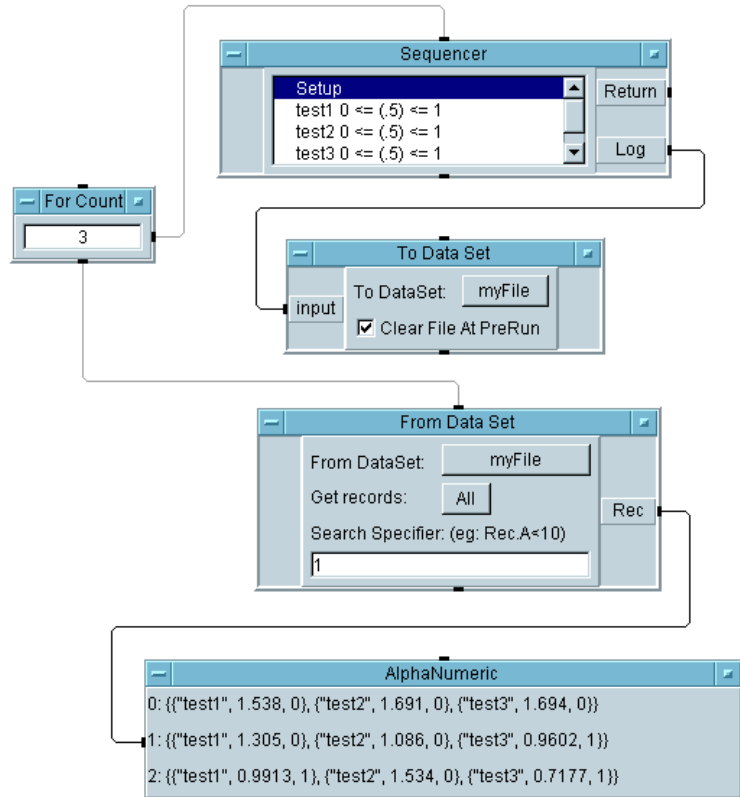 Sequencer
Setup
test1 0 <= (.5) <= 1
test2 0 <= (.5) <= 1
test3 0 <= (.5) <= 1
Return
Log
For Count
3
To Data Set
input
To DataSet: myFile
Clear File At PreRun
From Data Set
From DataSet: myFile
Get records: All
Rec
Search Specifier: (eg: Rec.A<10)
1
AlphaNumeric
0: {{"test1", 1.538, 0}, {"test2", 1.691, 0}, {"test3", 1.694, 0}}
1: {{"test1", 1.305, 0}, {"test2", 1.086, 0}, {"test3", 0.9602, 1}}
2: {{"test1", 0.9913, 1}, {"test2", 1.534, 0}, {"test3", 0.7177, 1}}